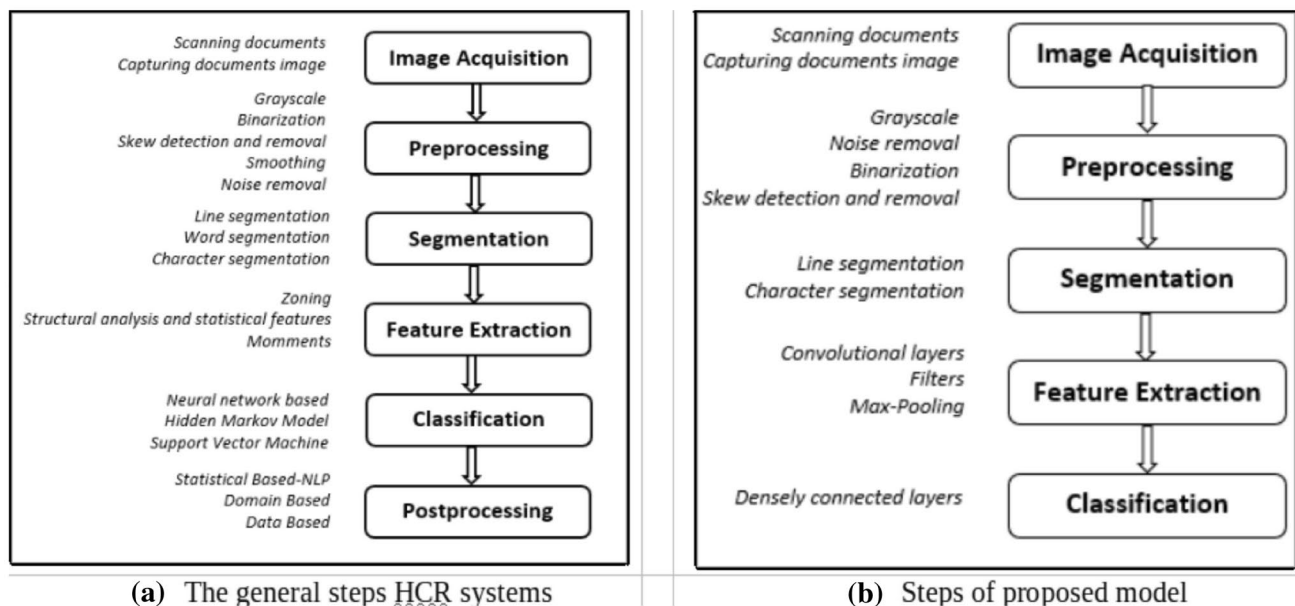 Scanning documents
Capturing documents image
Image Acquisition
Grayscale
Binarization
Skew detection and removal
Smoothing
Noise removal
Preprocessing
Line segmentation
Word segmentation
Character segmentation
Segmentation
Zoning
Structural analysis and statistical features
Momments
Feature Extraction
Neural network based
Hidden Markov Model
Support Vector Machine
Classification
Statistical Based-NLP
Domain Based
Data Based
Postprocessing
(a) The general steps HCR systems
Scanning documents
Capturing documents image
Image Acquisition
Grayscale
Noise removal
Binarization
Skew detection and removal
Preprocessing
Line segmentation
Character segmentation
Segmentation
Convolutional layers
Filters
Max-Pooling
Feature Extraction
Densely connected layers
Classification
(b) Steps of proposed model